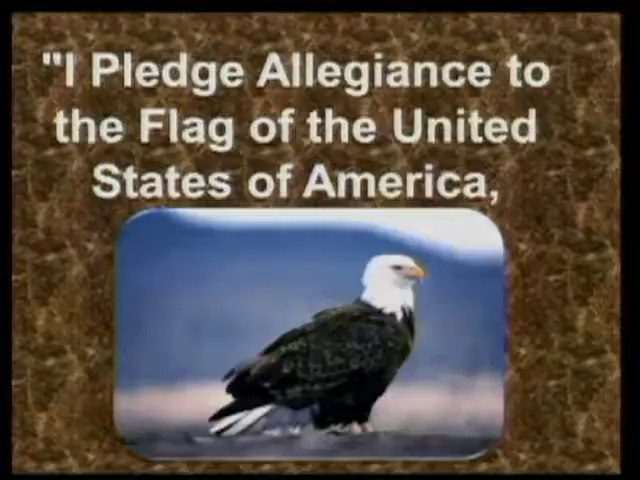 "I Pledge Allegiance to
the Flag of the United
States of America,